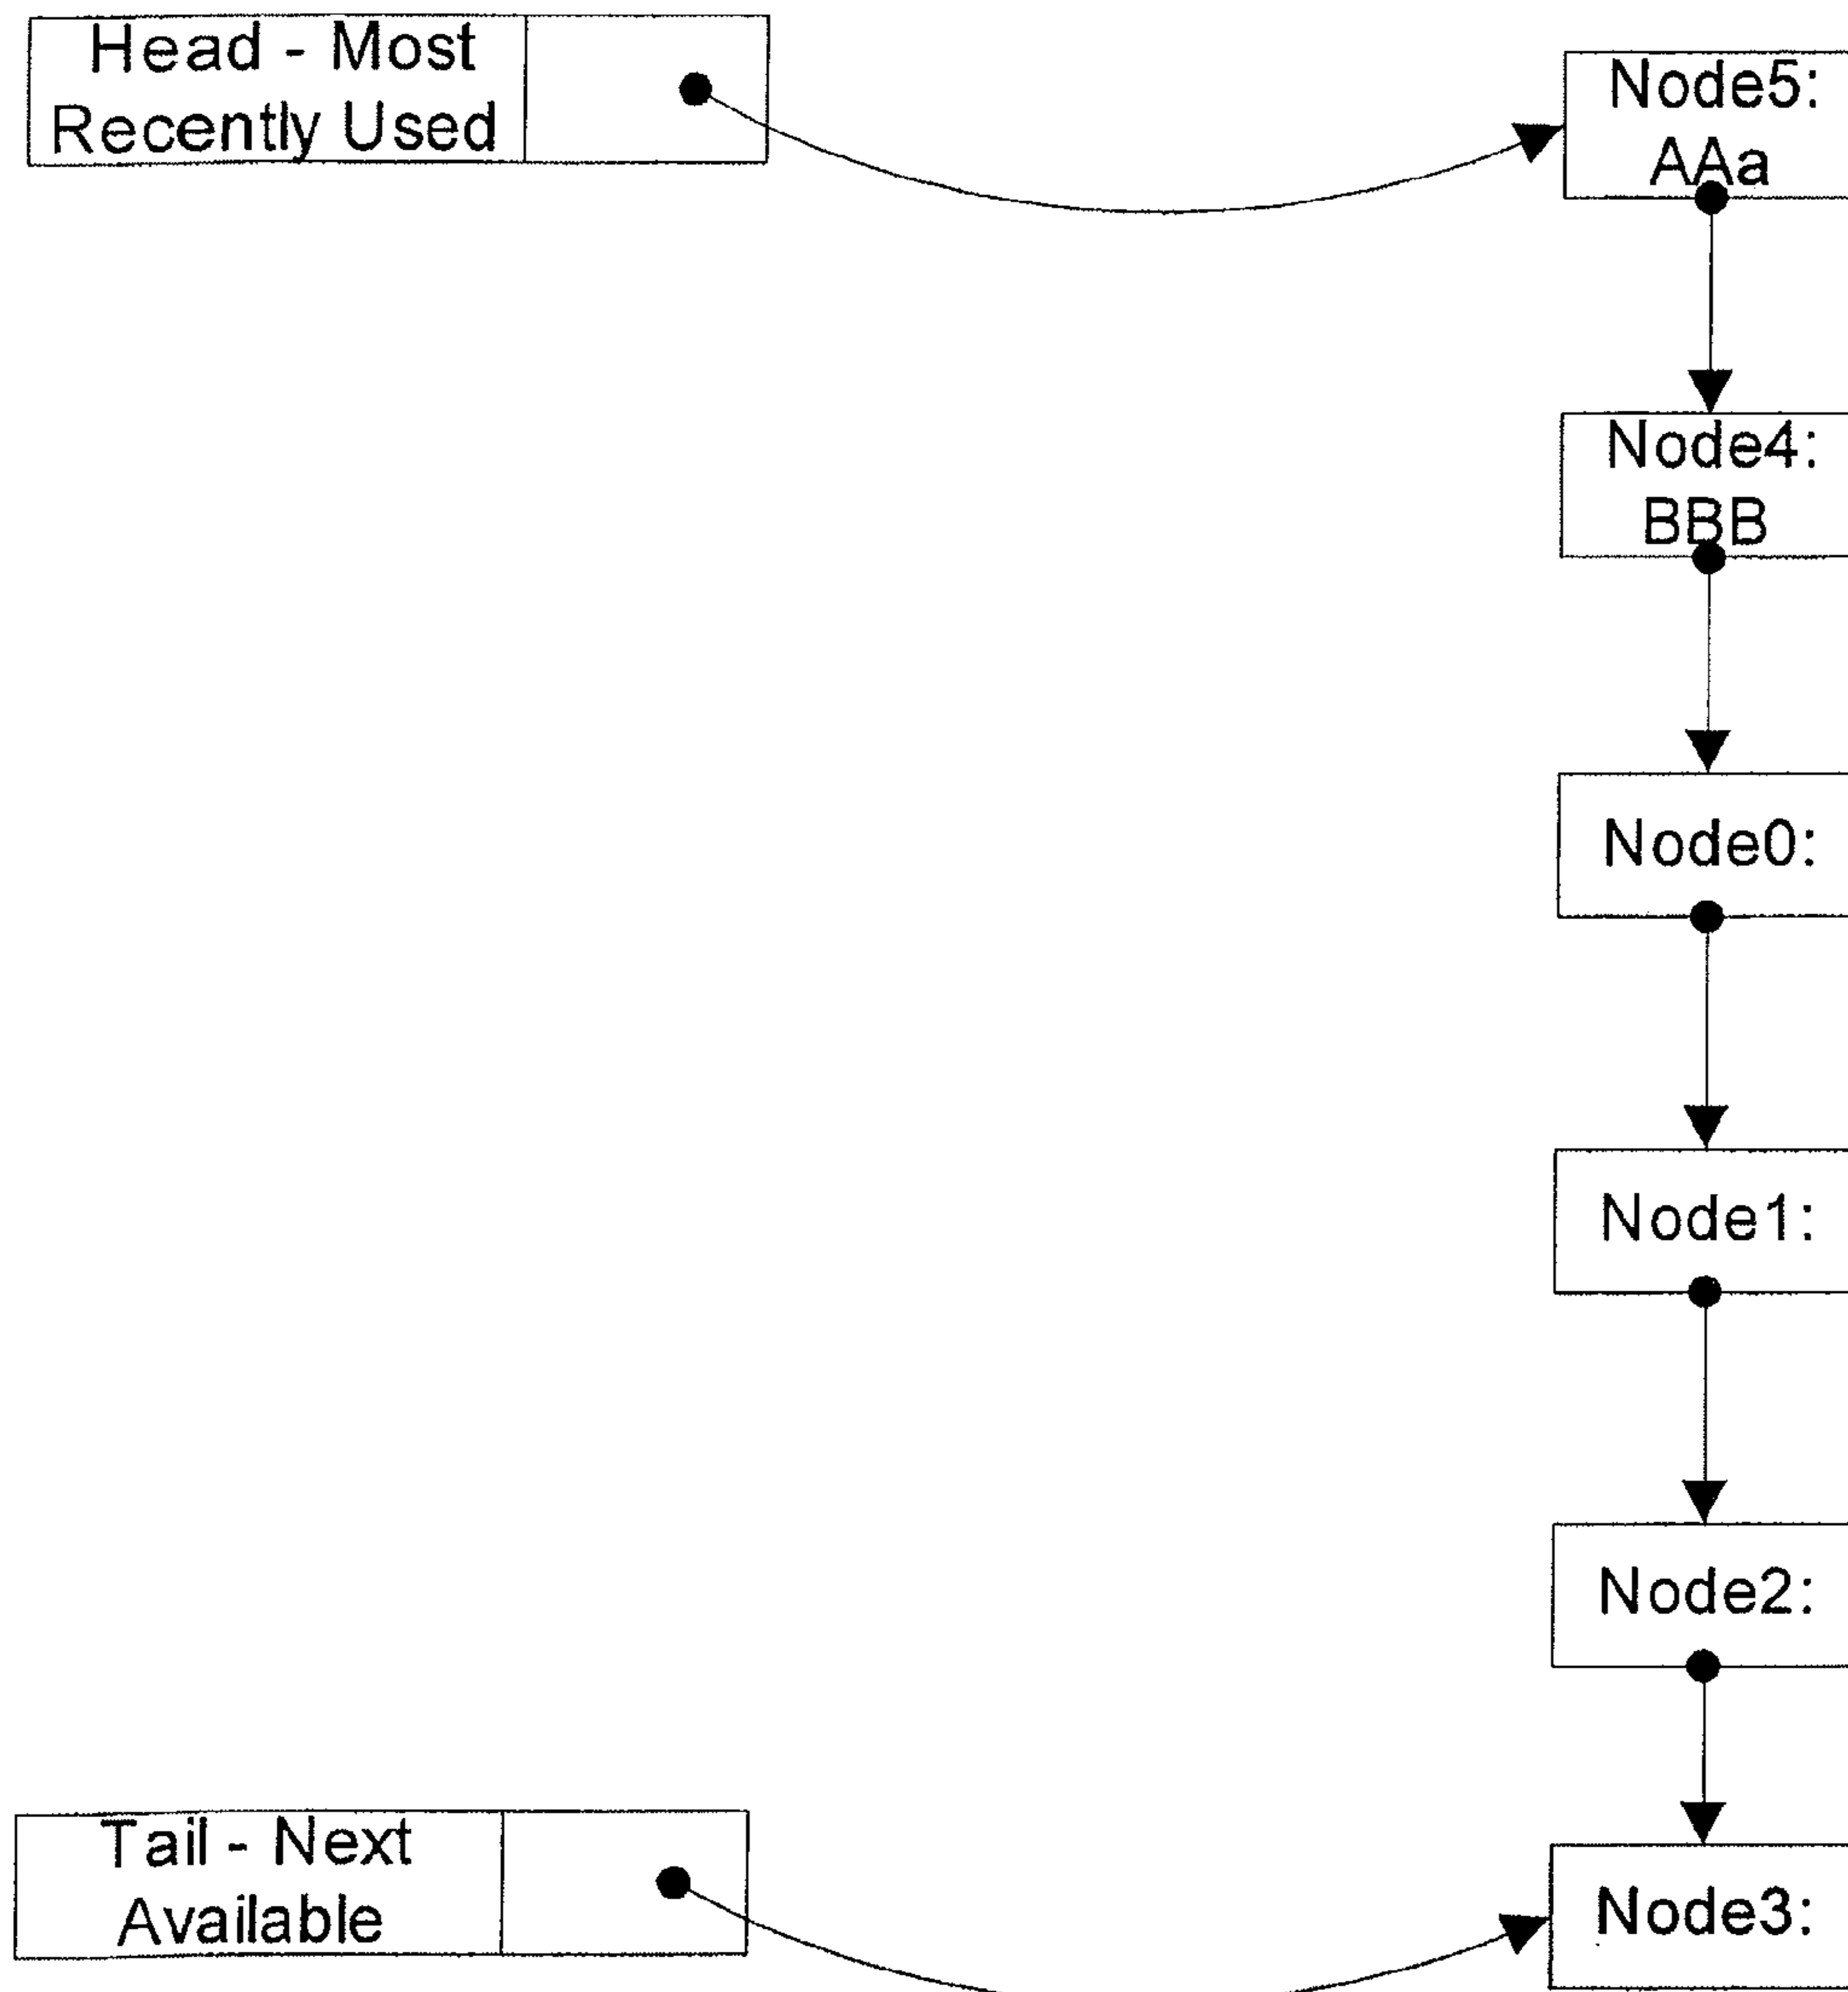 Head - Most
Recently Used
Node5:
AAa
Node4:
BBB
Node0:
Node1:
Node2:
Tail - Next
Available
Node3: